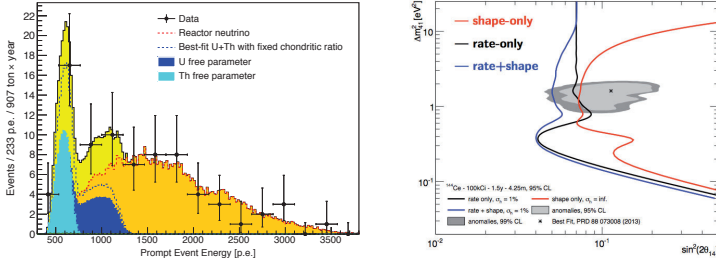 Events / 233 p.e. / 907 ton × year
22
20
18
16
14
12
10
8
6
4
2
0
Data
Reactor neutrino
Best-fit U+Th with fixed chondritic ratio
U free parameter
Th free parameter
500 1000 1500 2000 2500 3000 3500
Prompt Event Energy [p.e.]
Δm²₄₁ [eV²]
10
1
10⁻¹
shape-only
rate-only
rate+shape
¹⁴⁴Ce - 100kCi - 1.5y - 4.25m, 95% CL
rate only, σₕ = 1%
shape only, σₕ = inf.
rate + shape, σₕ = 1%
anomalies, 95% CL
anomalies, 99% CL
Best Fit, PRD 88 073008 (2013)
10⁻² 10⁻¹
sin²(2θ₁₄